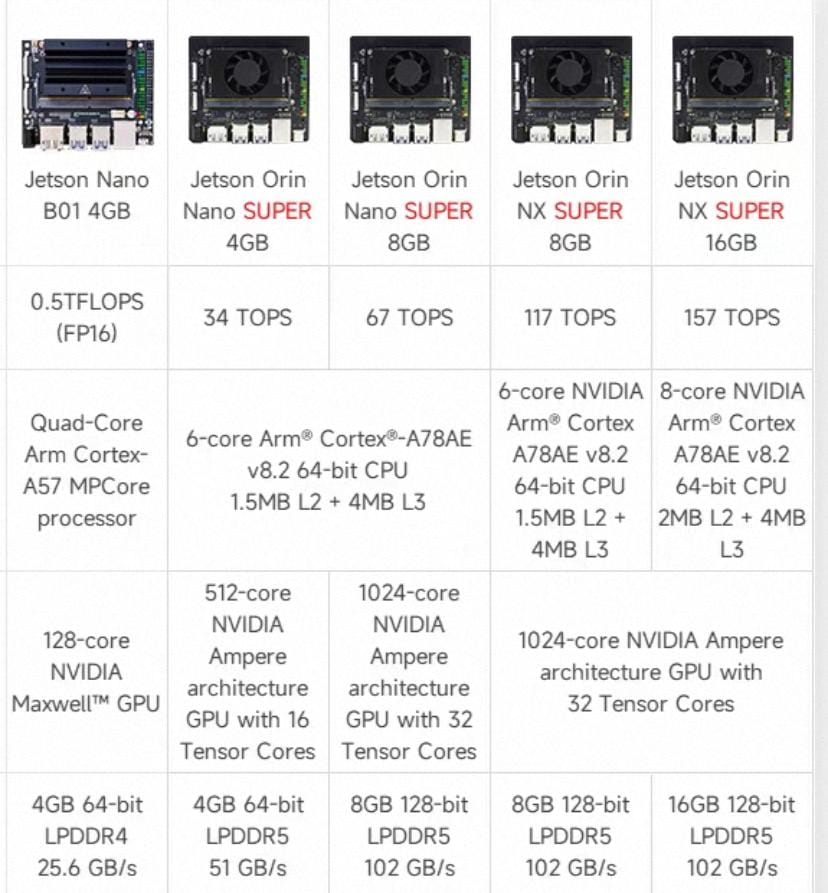 Jetson Nano
B01 4GB
Jetson Orin
Nano SUPER
4GB
Jetson Orin
Nano SUPER
8GB
Jetson Orin
NX SUPER
8GB
Jetson Orin
NX SUPER
16GB
0.5TFLOPS
(FP16)
34 TOPS
67 TOPS
117 TOPS
157 TOPS
Quad-Core
Arm Cortex-
A57 MPCore
processor
6-core Arm® Cortex®-A78AE
v8.2 64-bit CPU
1.5MB L2 + 4MB L3
6-core NVIDIA
Arm® Cortex
A78AE v8.2
64-bit CPU
1.5MB L2 +
4MB L3
8-core NVIDIA
Arm® Cortex
A78AE v8.2
64-bit CPU
2MB L2 + 4MB
L3
128-core
NVIDIA
Maxwell™ GPU
512-core
NVIDIA
Ampere
architecture
GPU with 16
Tensor Cores
1024-core
NVIDIA
Ampere
architecture
GPU with 32
Tensor Cores
1024-core NVIDIA Ampere
architecture GPU with
32 Tensor Cores
4GB 64-bit
LPDDR4
25.6 GB/s
4GB 64-bit
LPDDR5
51 GB/s
8GB 128-bit
LPDDR5
102 GB/s
8GB 128-bit
LPDDR5
102 GB/s
16GB 128-bit
LPDDR5
102 GB/s